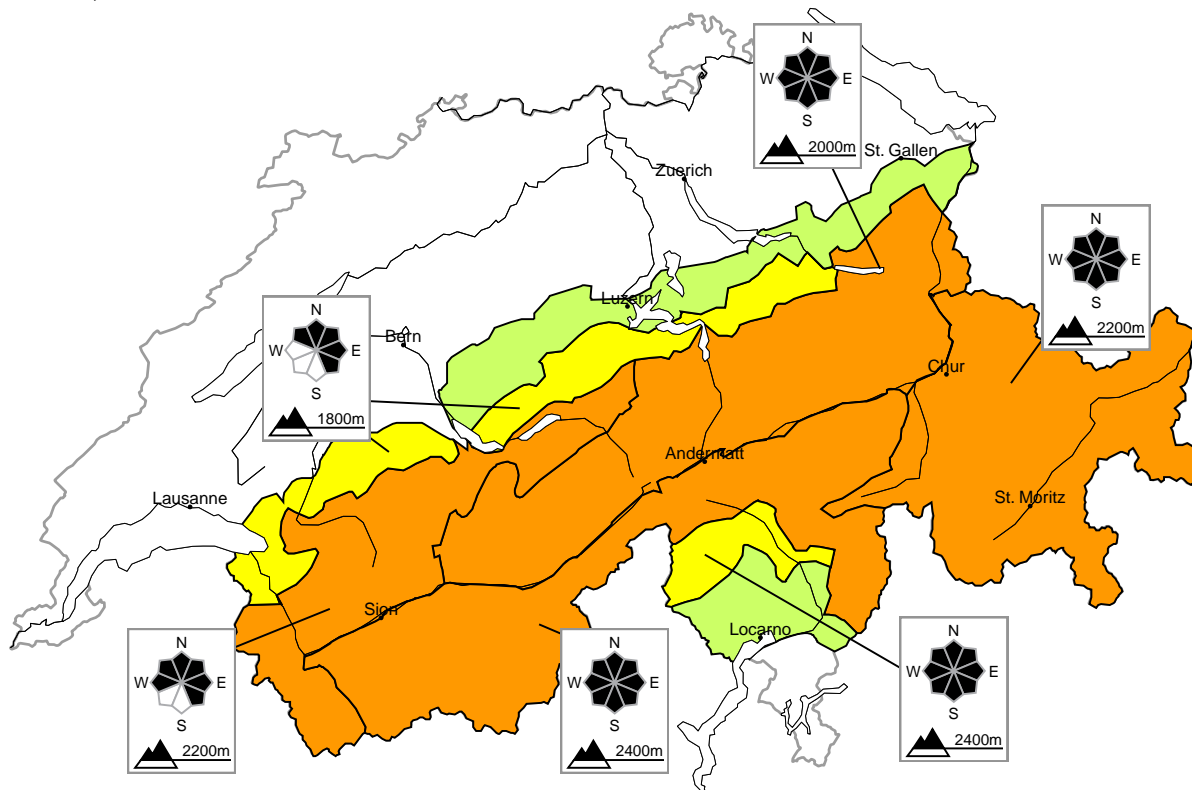 N
W E
S
2000m
St. Gallen
Zuerich
N
W E
S
2200m
Luzern
N
W E
S
1800m
Bern
Chur
Andermatt
Lausanne
St. Moritz
Sion
Locarno
N
W E
S
2200m
N
W E
S
2400m
N
W E
S
2400m